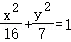 x²/16 + y²/7 = 1